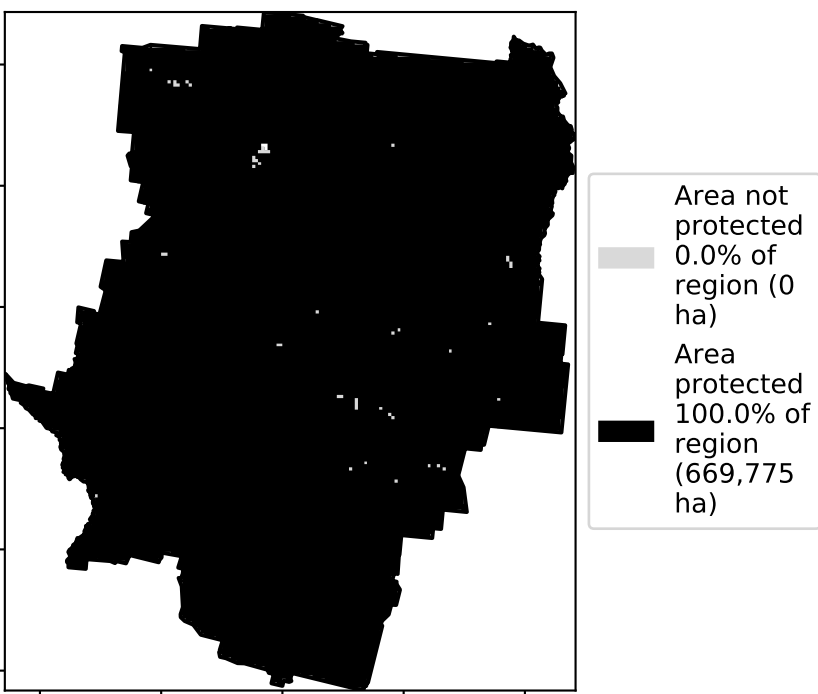 Area not
protected
0.0% of
region (0
ha)
Area
protected
100.0% of
region
(669,775
ha)